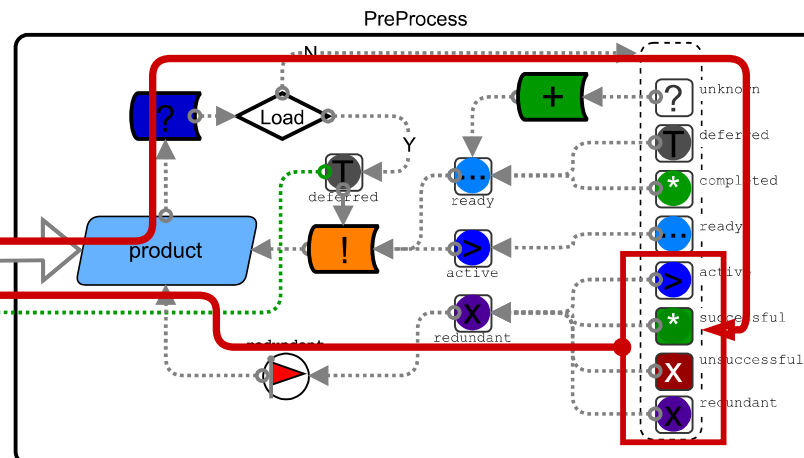 PreProcess
N
unknown
?
+
?
Load
deferred
T
Y
T
deferred
completed
*
...
ready
ready
...
product
!
>
active
active
>
successful
*
x
redundant
redundant
unsuccessful
x
redundant
x